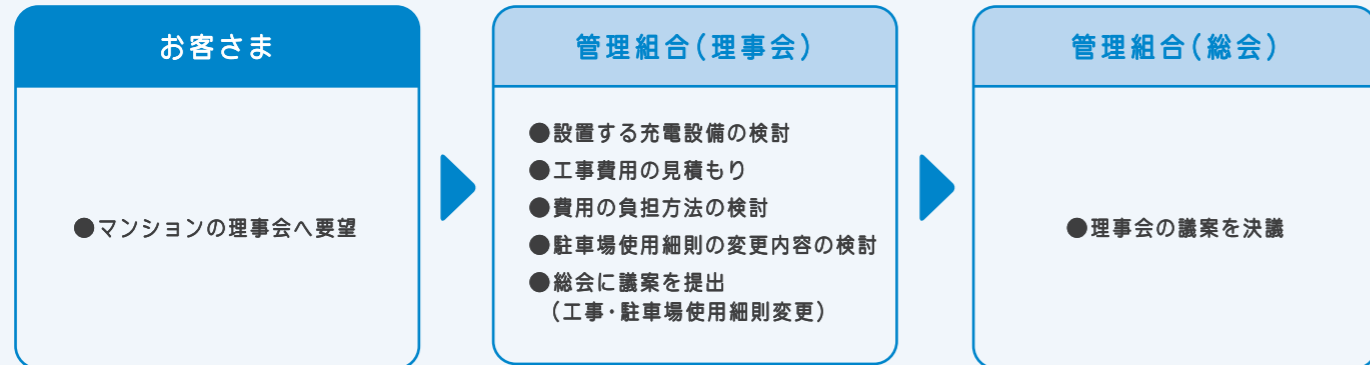 お客さま
●マンションの理事会へ要望
管理組合（理事会）
●設置する充電設備の検討
●工事費用の見積もり
●費用の負担方法の検討
●駐車場使用細則の変更内容の検討
●総会に議案を提出
（工事・駐車場使用細則変更）
管理組合（総会）
●理事会の議案を決議